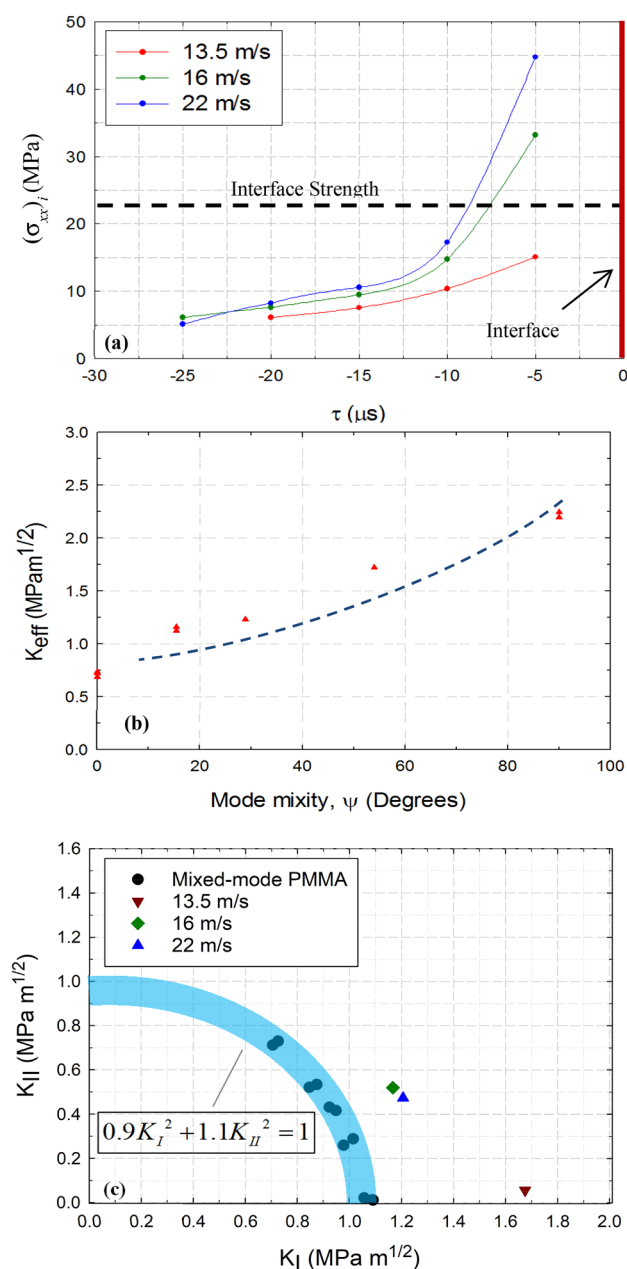 50
40
30
20
10
0
(σxx)i (MPa)
13.5 m/s
16 m/s
22 m/s
Interface Strength
Interface
(a)
-30 -25 -20 -15 -10 -5 0
τ (μs)
3.0
2.5
2.0
1.5
1.0
0.5
0.0
Keff (MPam1/2)
(b)
0 20 40 60 80 100
Mode mixity, ψ (Degrees)
1.6
1.4
1.2
1.0
0.8
0.6
0.4
0.2
0.0
KII (MPa m1/2)
Mixed-mode PMMA
13.5 m/s
16 m/s
22 m/s
0.9KI2 + 1.1KII2 = 1
(c)
0.0 0.2 0.4 0.6 0.8 1.0 1.2 1.4 1.6 1.8 2.0
KI (MPa m1/2)